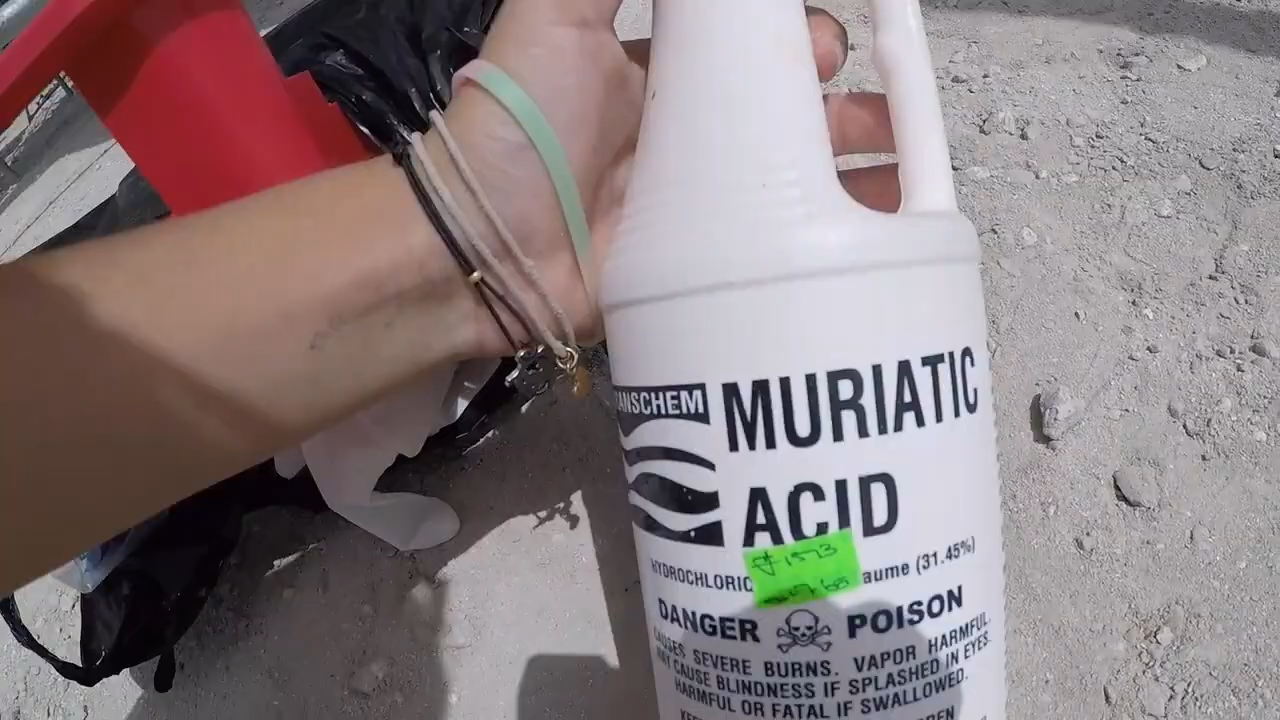 ANSCHEM
MURIATIC
ACID
HYDROCHLORIC
aume (31.45%)
DANGER POISON
CAUSES SEVERE BURNS. VAPOR HARMFUL.
MAY CAUSE BLINDNESS IF SPLASHED IN EYES.
HARMFUL OR FATAL IF SWALLOWED.